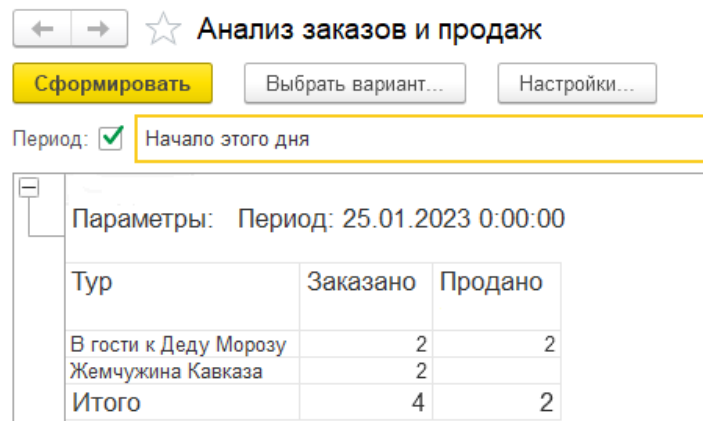 Анализ заказов и продаж
Сформировать Выбрать вариант... Настройки...
Период: Начало этого дня
Параметры: Период: 25.01.2023 0:00:00
Тур Заказано Продано
В гости к Деду Морозу 2 2
Жемчужина Кавказа 2
Итого 4 2